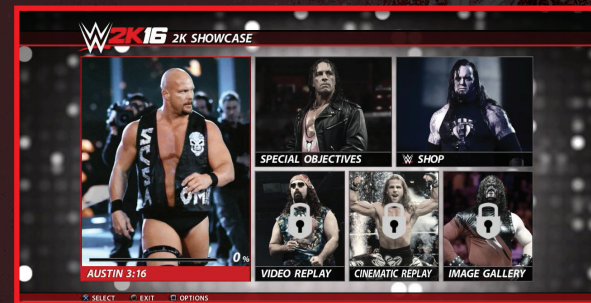 W 2K16 2K SHOWCASE
SPECIAL OBJECTIVES
W SHOP
0 %
AUSTIN 3:16
VIDEO REPLAY
CINEMATIC REPLAY
IMAGE GALLERY
SELECT EXIT OPTIONS